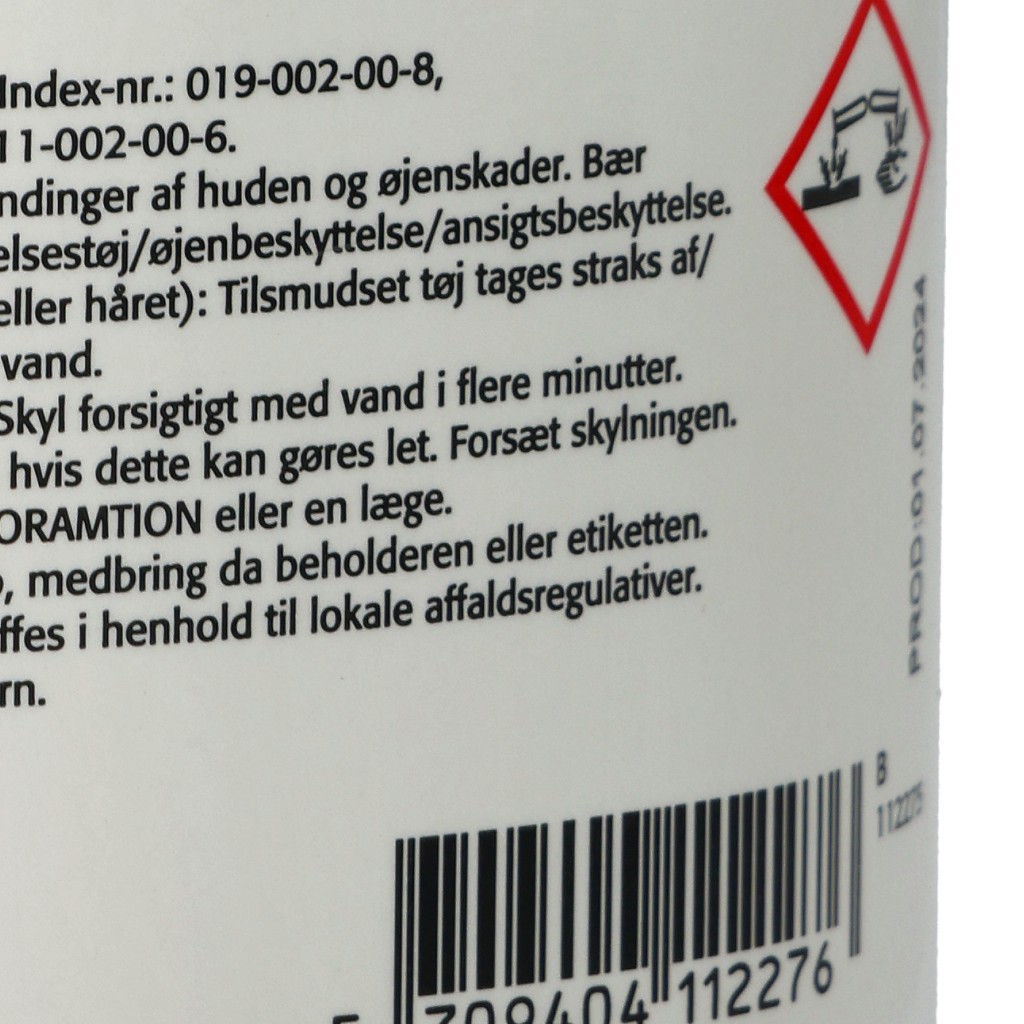 Index-nr.: 019-002-00-8,
11-002-00-6.
ndinger af huden og øjenskader. Bær
elsestøj/øjenbeskyttelse/ansigtsbeskyttelse.
eller håret): Tilsmudset tøj tages straks af/
vand.
Skyl forsigtigt med vand i flere minutter.
hvis dette kan gøres let. Forsæt skylningen.
ORAMTION eller en læge.
, medbring da beholderen eller etiketten.
ffes i henhold til lokale affaldsregulativer.
rn.
PROD:01.07.2024
B
112275
5 709404 112276